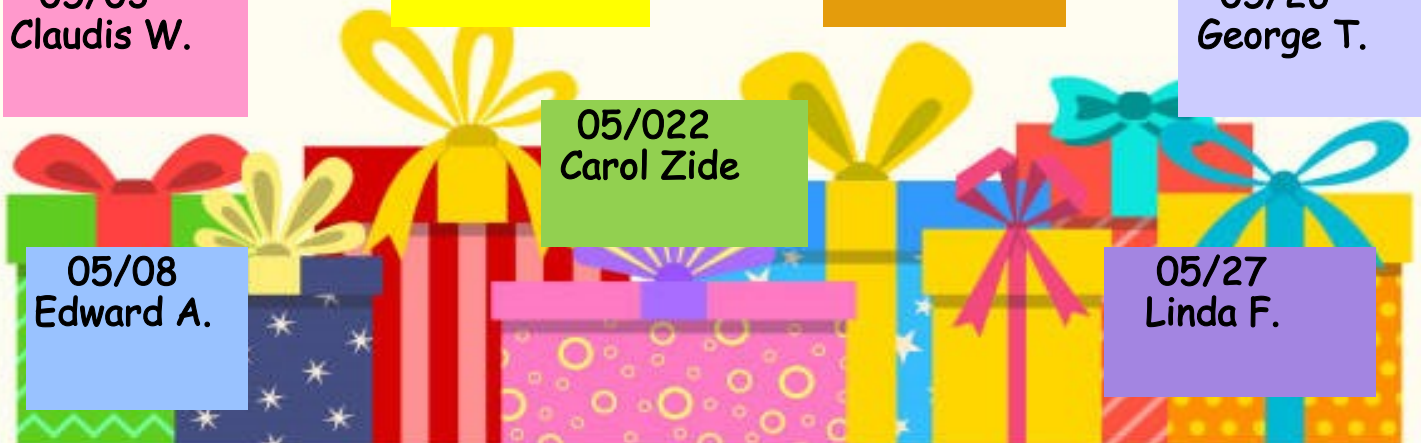 Claudis W.
George T.
05/022
Carol Zide
05/08
Edward A.
05/27
Linda F.